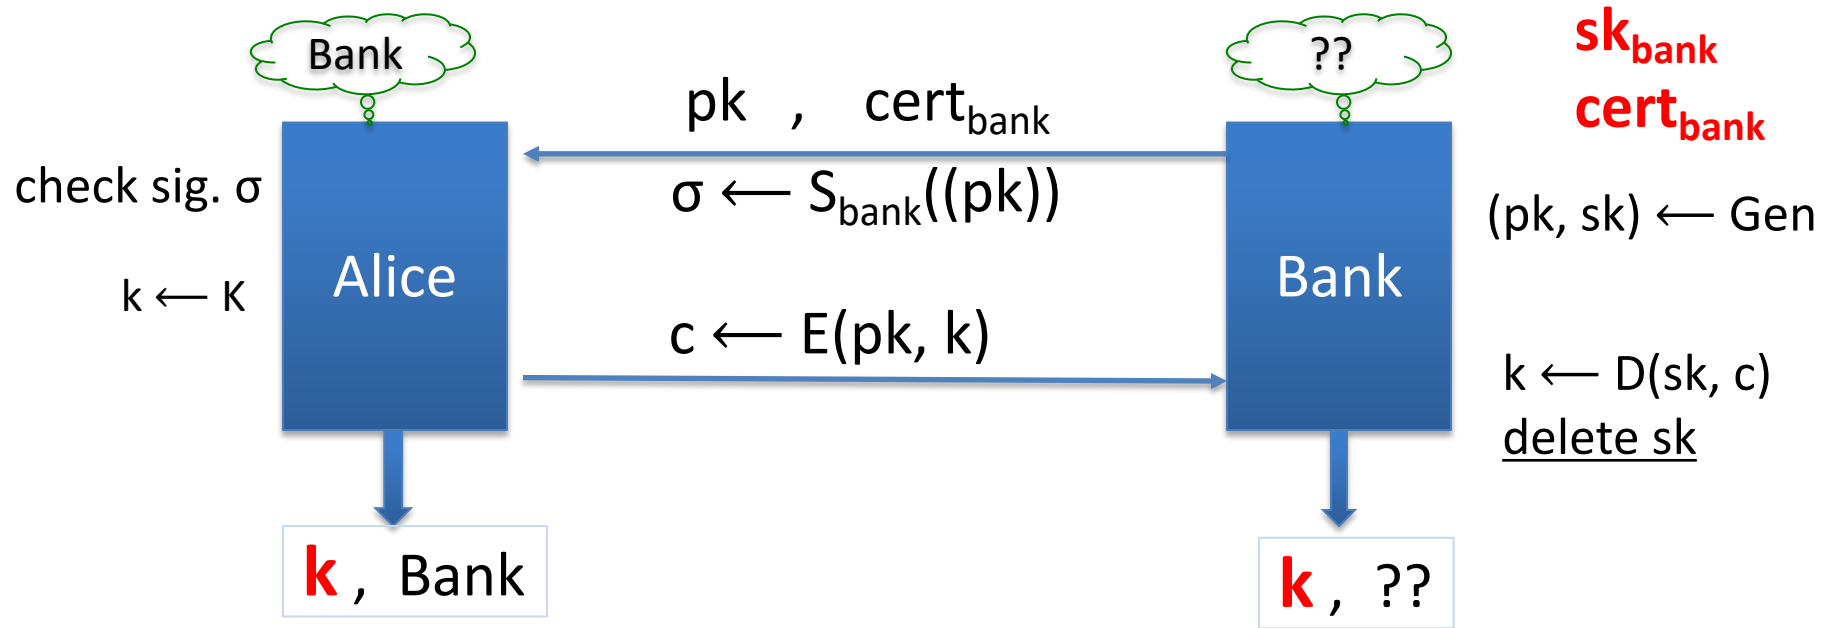 Bank
??
sk_bank
cert_bank
pk , cert_bank
check sig. σ
σ ⟵ S_bank((pk))
(pk, sk) ⟵ Gen
Alice
Bank
k ⟵ K
c ⟵ E(pk, k)
k ⟵ D(sk, c)
delete sk
k , Bank
k , ??